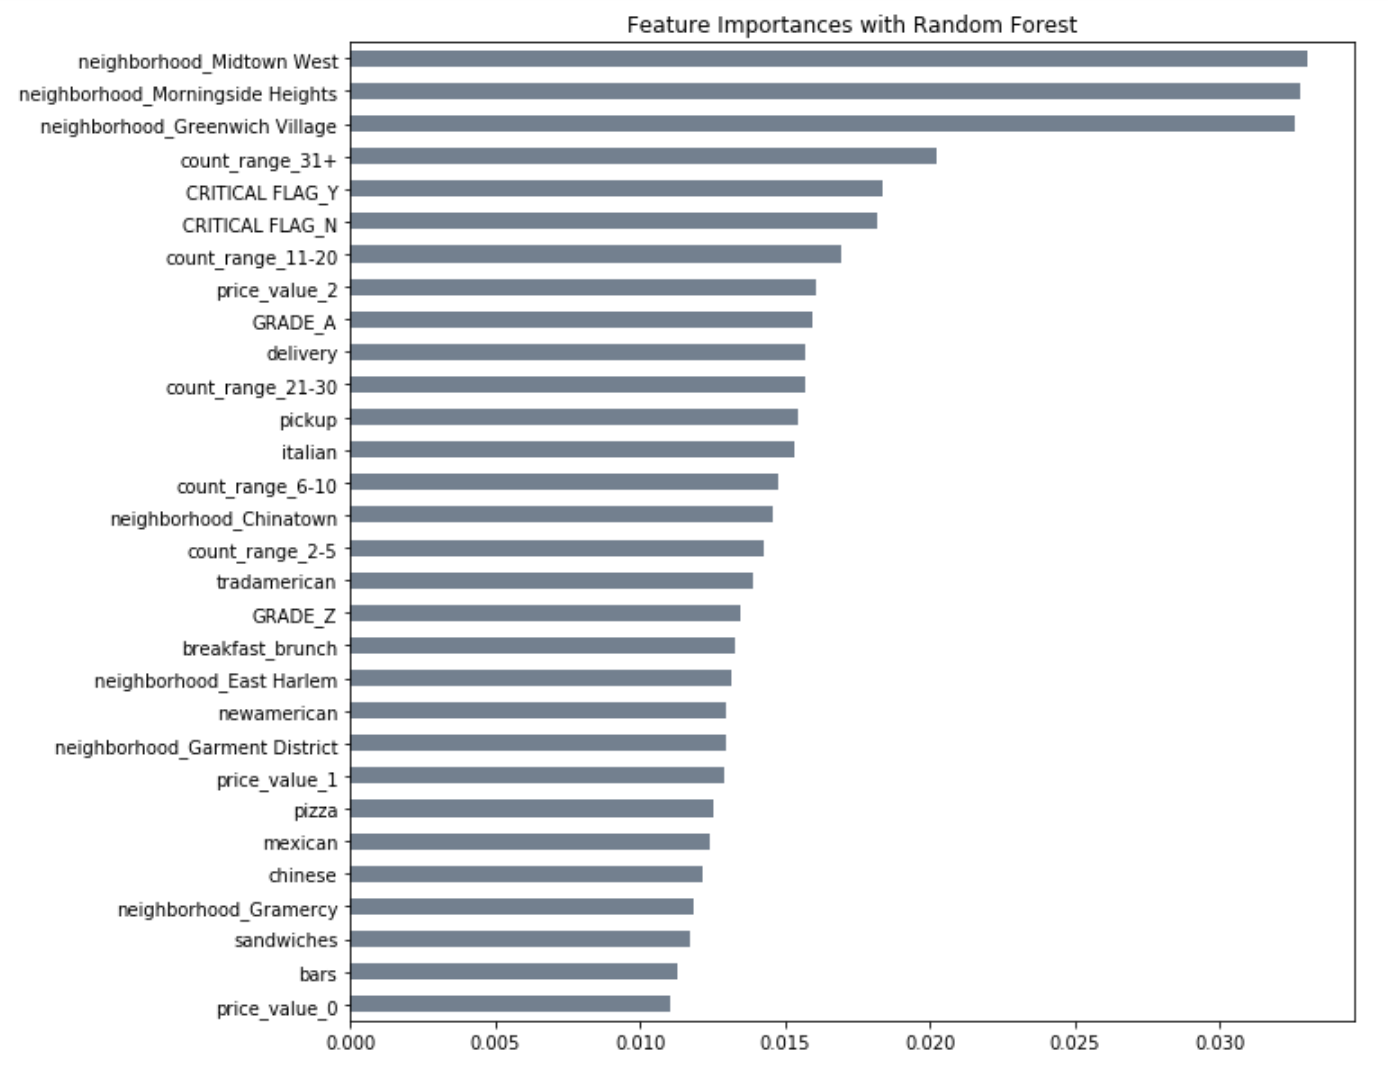 Feature Importances with Random Forest
neighborhood_Midtown West
neighborhood_Morningside Heights
neighborhood_Greenwich Village
count_range_31+
CRITICAL FLAG_Y
CRITICAL FLAG_N
count_range_11-20
price_value_2
GRADE_A
delivery
count_range_21-30
pickup
italian
count_range_6-10
neighborhood_Chinatown
count_range_2-5
tradamerican
GRADE_Z
breakfast_brunch
neighborhood_East Harlem
newamerican
neighborhood_Garment District
price_value_1
pizza
mexican
chinese
neighborhood_Gramercy
sandwiches
bars
price_value_0
0.000 0.005 0.010 0.015 0.020 0.025 0.030